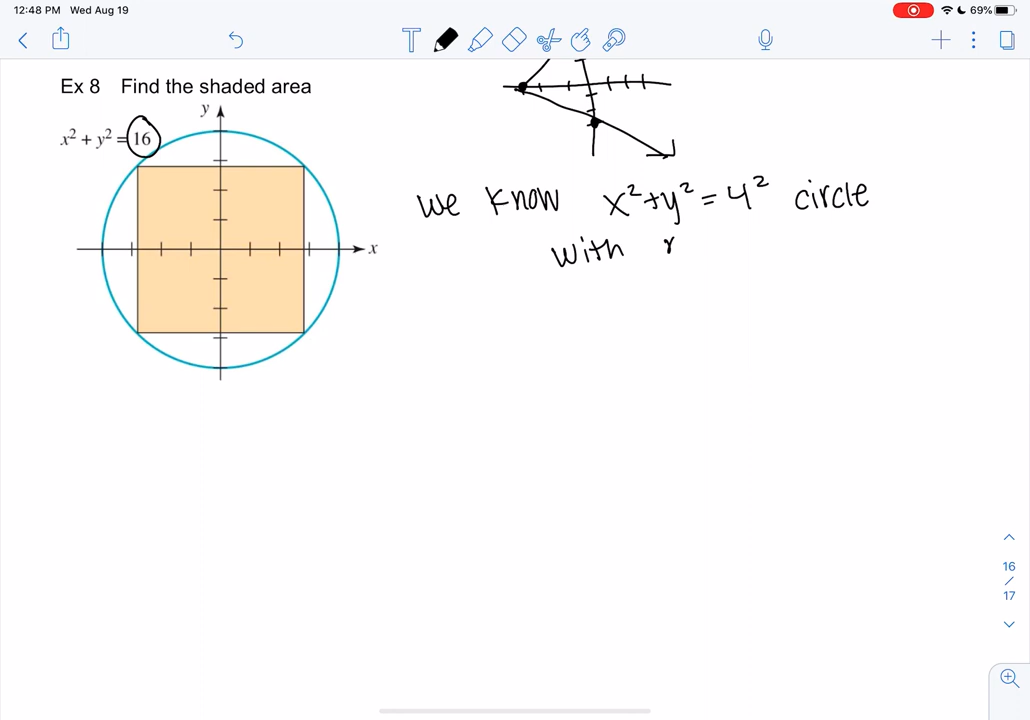 12:48 PM Wed Aug 19
69%
Ex 8 Find the shaded area
y
x² + y² = 16
x
We know x² + y² = 4² circle
with r
16
/
17